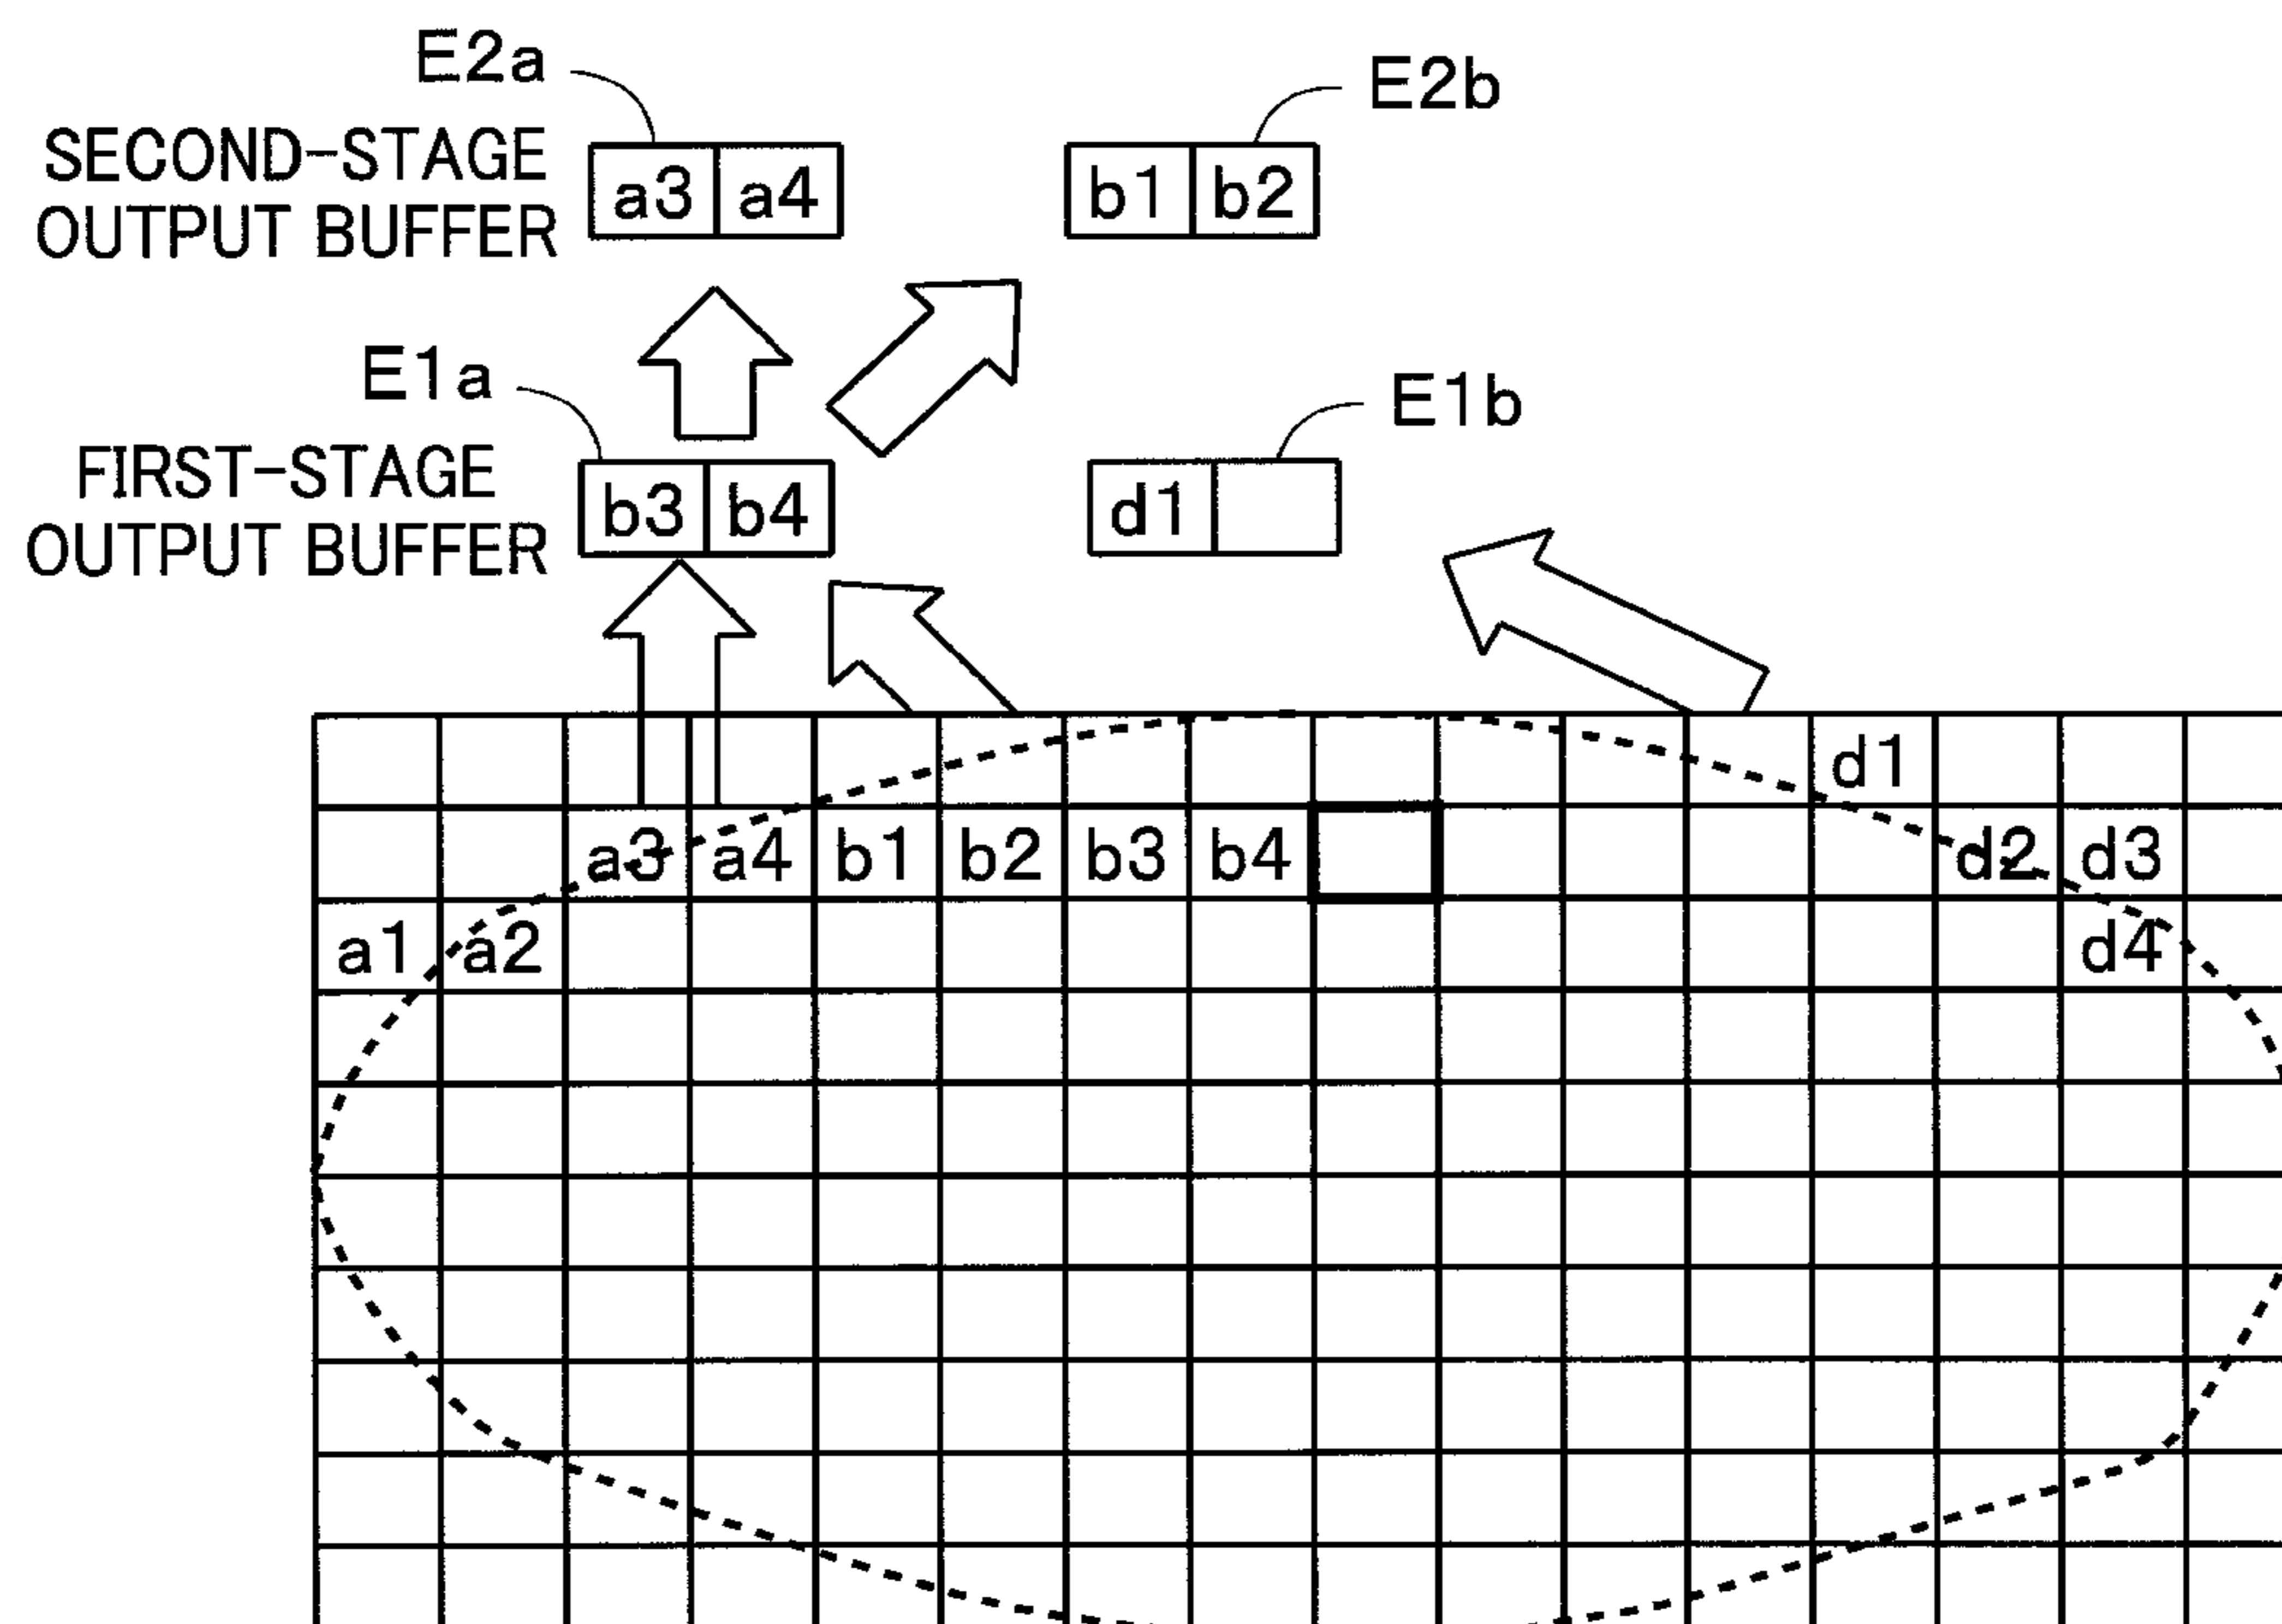 E2a
E2b
SECOND-STAGE
OUTPUT BUFFER
a3 a4
b1 b2
E1a
E1b
FIRST-STAGE
OUTPUT BUFFER
b3 b4
d1
d1
a3 a4 b1 b2 b3 b4 d2 d3
a1 a2 d4